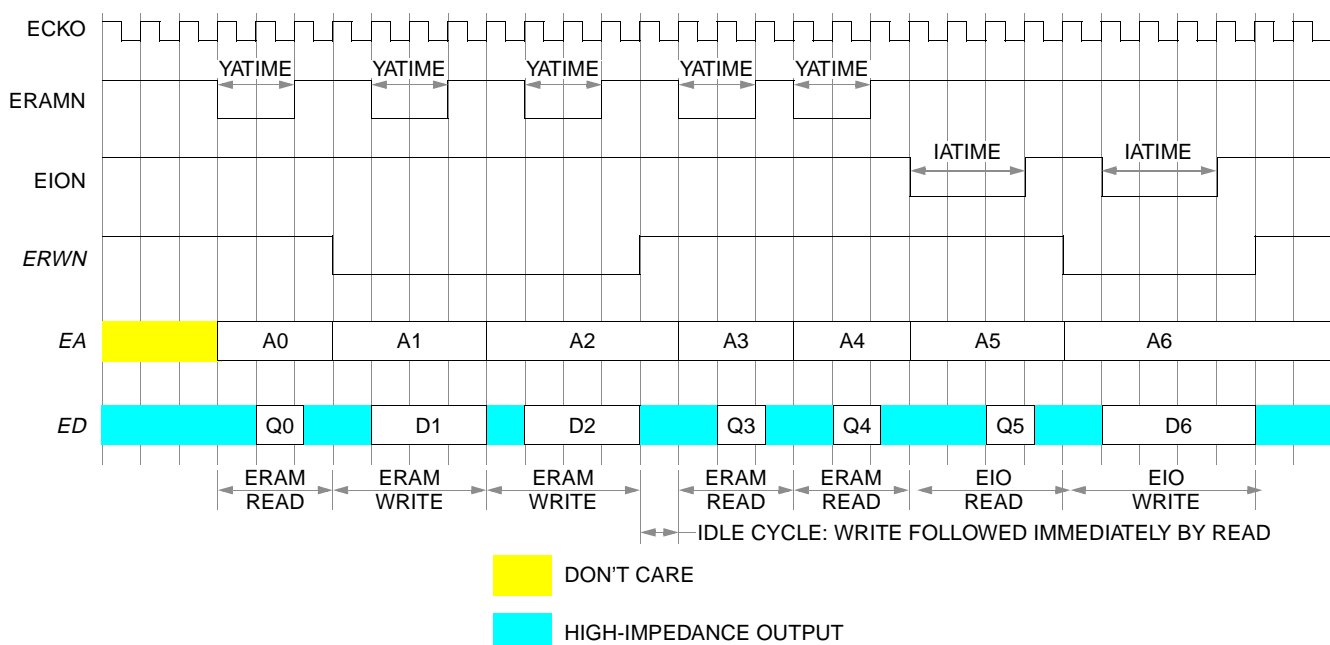 ECKO
YATIME YATIME YATIME YATIME YATIME
ERAMN
IATIME IATIME
EION
ERWN
EA A0 A1 A2 A3 A4 A5 A6
ED Q0 D1 D2 Q3 Q4 Q5 D6
ERAM ERAM ERAM ERAM ERAM EIO EIO
READ WRITE WRITE READ READ READ WRITE
IDLE CYCLE: WRITE FOLLOWED IMMEDIATELY BY READ
DON'T CARE
HIGH-IMPEDANCE OUTPUT